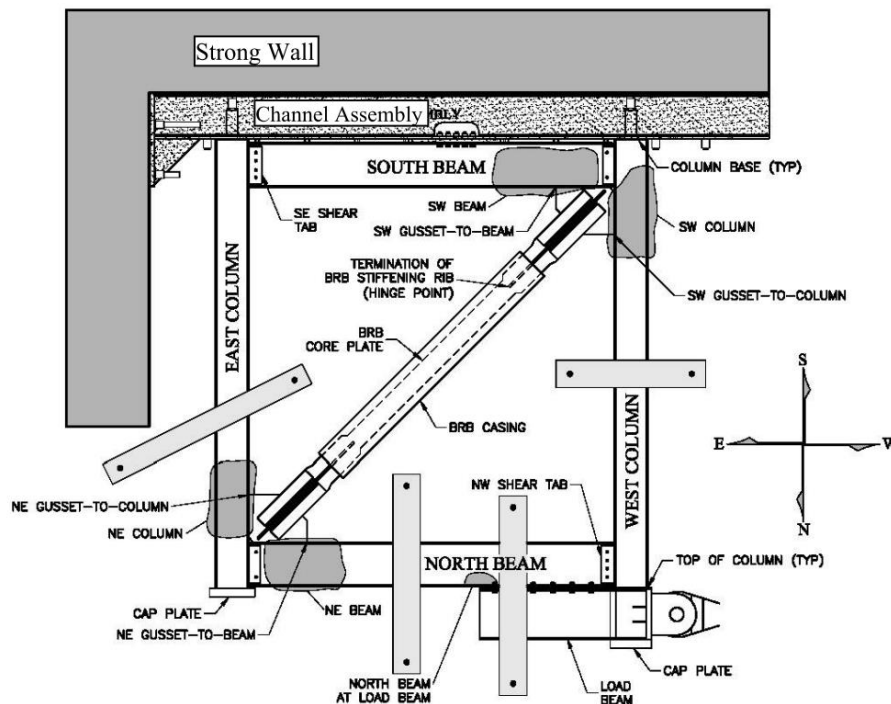 Strong Wall
Channel Assembly
SOUTH BEAM
COLUMN BASE (TYP)
SE SHEAR
TAB
SW BEAM
SW GUSSET-TO-BEAM
SW COLUMN
TERMINATION OF
BRB STIFFENING RIB
(HINGE POINT)
SW GUSSET-TO-COLUMN
EAST COLUMN
BRB
CORE PLATE
BRB CASING
WEST COLUMN
S
E
N
NE GUSSET-TO-COLUMN
NE COLUMN
NW SHEAR TAB
NORTH BEAM
TOP OF COLUMN (TYP)
CAP PLATE
NE BEAM
NE GUSSET-TO-BEAM
CAP PLATE
NORTH BEAM
AT LOAD BEAM
LOAD
BEAM